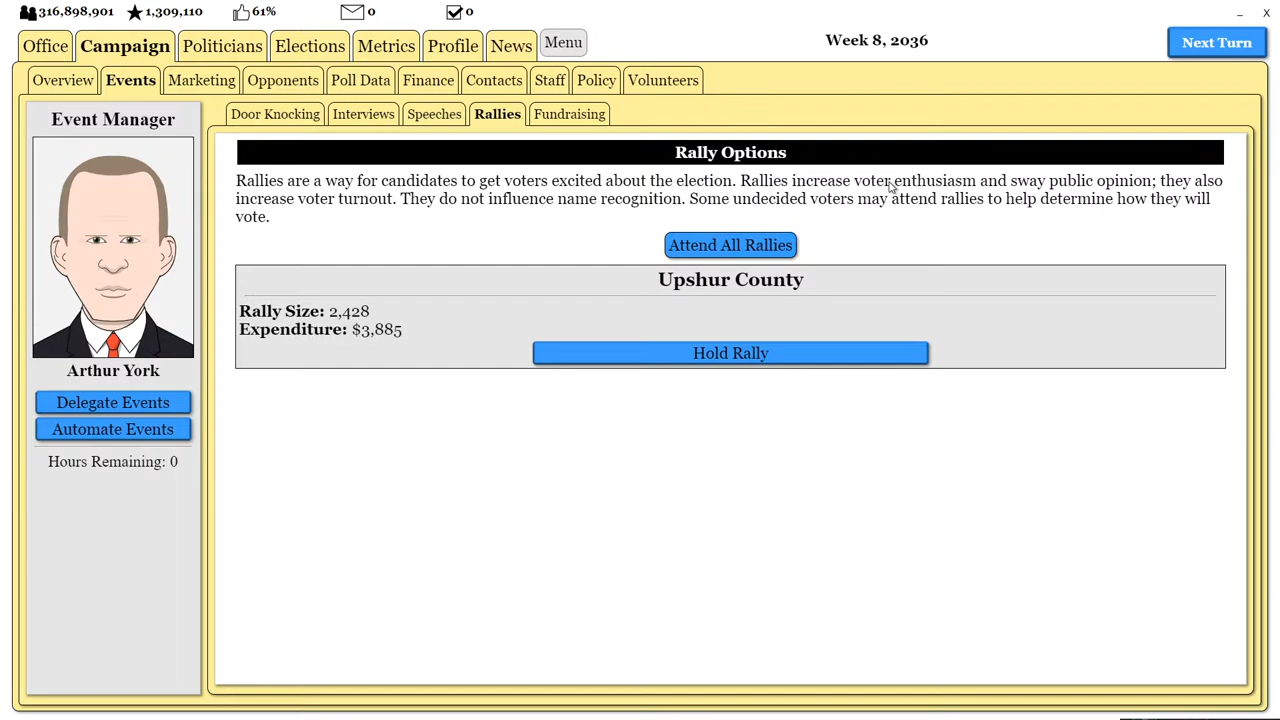 316,898,901 1,309,110 61% 0 0
_ X
Office Campaign Politicians Elections Metrics Profile News Menu
Week 8, 2036
Next Turn
Overview Events Marketing Opponents Poll Data Finance Contacts Staff Policy Volunteers
Event Manager
Arthur York
Delegate Events
Automate Events
Hours Remaining: 0
Door Knocking Interviews Speeches Rallies Fundraising
Rally Options
Rallies are a way for candidates to get voters excited about the election. Rallies increase voter enthusiasm and sway public opinion; they also
increase voter turnout. They do not influence name recognition. Some undecided voters may attend rallies to help determine how they will
vote.
Attend All Rallies
Upshur County
Rally Size: 2,428
Expenditure: $3,885
Hold Rally